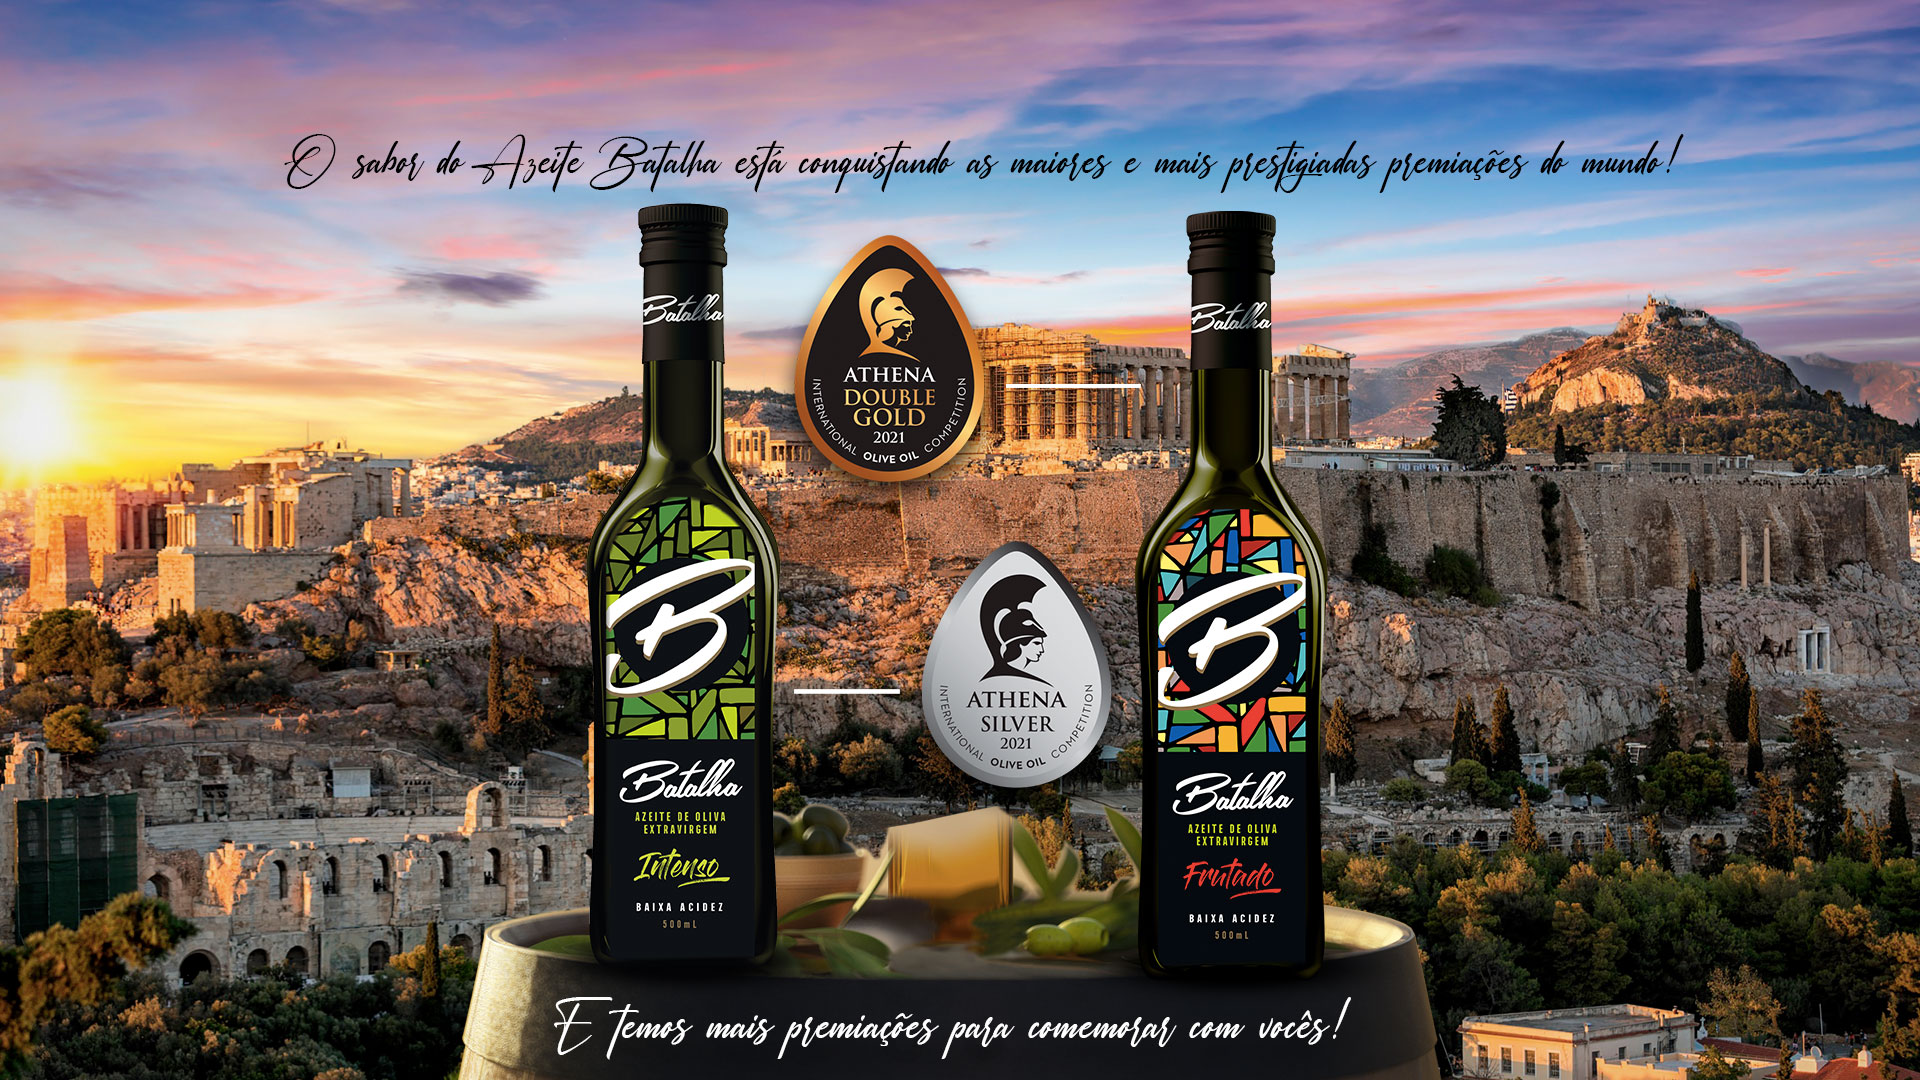 O sabor do Azeite Batalha está conquistando as maiores e mais prestigiadas premiações do mundo!
Batalha
B
Batalha
AZEITE DE OLIVA
EXTRAVIRGEM
Intenso
BAIXA ACIDEZ
500mL
ATHENA
DOUBLE
GOLD
2021
INTERNATIONAL OLIVE OIL COMPETITION
ATHENA
SILVER
2021
INTERNATIONAL OLIVE OIL COMPETITION
Batalha
B
Batalha
AZEITE DE OLIVA
EXTRAVIRGEM
Frutado
BAIXA ACIDEZ
500mL
E temos mais premiações para comemorar com vocês!